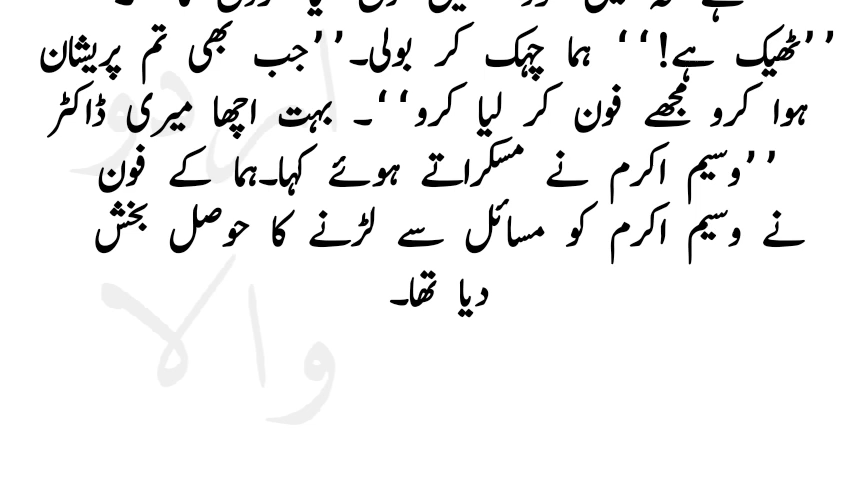 ’’ٹھیک ہے!‘‘ ہما چہک کر بولی۔’’جب بھی تم پریشان
ہوا کرو مجھے فون کر لیا کرو‘‘۔ بہت اچھا میری ڈاکٹر
’’وسیم اکرم نے مسکراتے ہوئے کہا۔ہما کے فون
نے وسیم اکرم کو مسائل سے لڑنے کا حوصل بخش
دیا تھا۔
اردو
والا